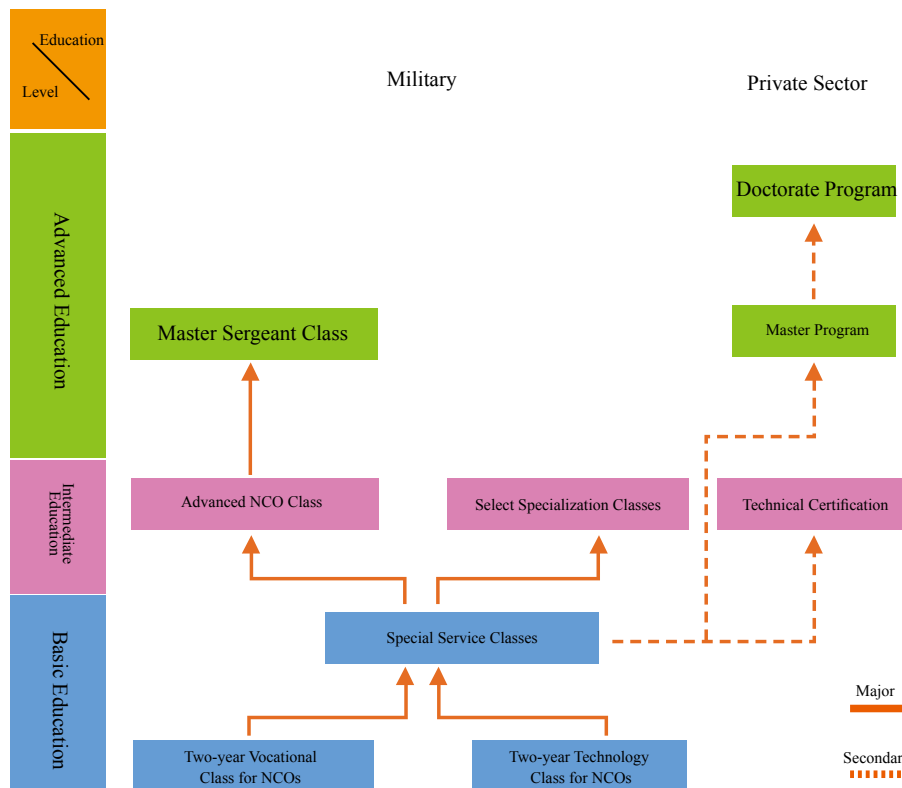 Education
Level
Military
Private Sector
Advanced Education
Doctorate Program
Master Sergeant Class
Master Program
Intermediate
Education
Advanced NCO Class
Select Specialization Classes
Technical Certification
Basic Education
Special Service Classes
Major
Two-year Vocational
Class for NCOs
Two-year Technology
Class for NCOs
Secondar